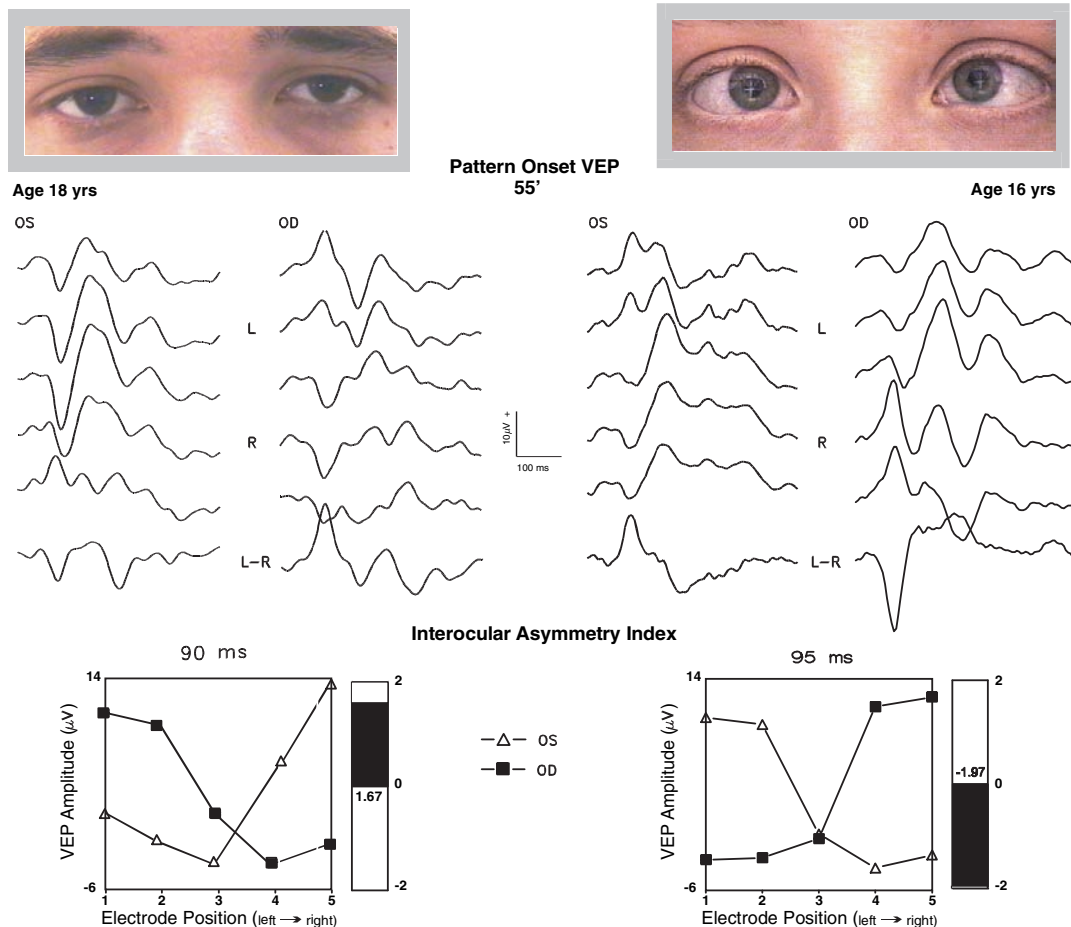 Pattern Onset VEP
55'
Age 18 yrs
Age 16 yrs
OS
OD
OS
OD
L
L
R
10µV +
100 ms
R
L–R
L–R
Interocular Asymmetry Index
90 ms
95 ms
14
-6
VEP Amplitude (µV)
1 2 3 4 5
Electrode Position (left → right)
2
0
1.67
-2
OS
OD
14
-6
VEP Amplitude (µV)
1 2 3 4 5
Electrode Position (left → right)
2
-1.97
0
-2